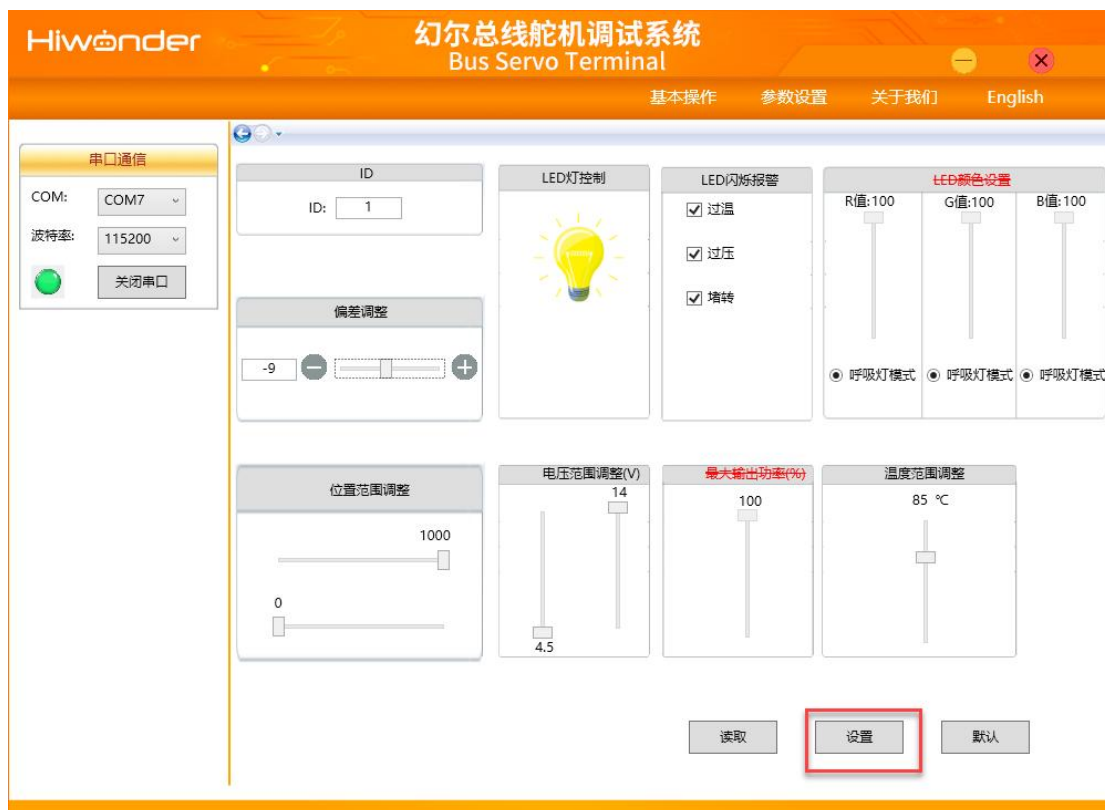 Hiwonder
幻尔总线舵机调试系统
Bus Servo Terminal
基本操作 参数设置 关于我们 English
串口通信
COM: COM7
波特率: 115200
关闭串口
ID
ID: 1
偏差调整
-9
LED灯控制
LED闪烁报警
过温
过压
堵转
LED颜色设置
R值:100 G值:100 B值:100
呼吸灯模式 呼吸灯模式 呼吸灯模式
位置范围调整
1000
0
电压范围调整(V)
14
4.5
最大输出功率(%)
100
温度范围调整
85 ℃
读取 设置 默认